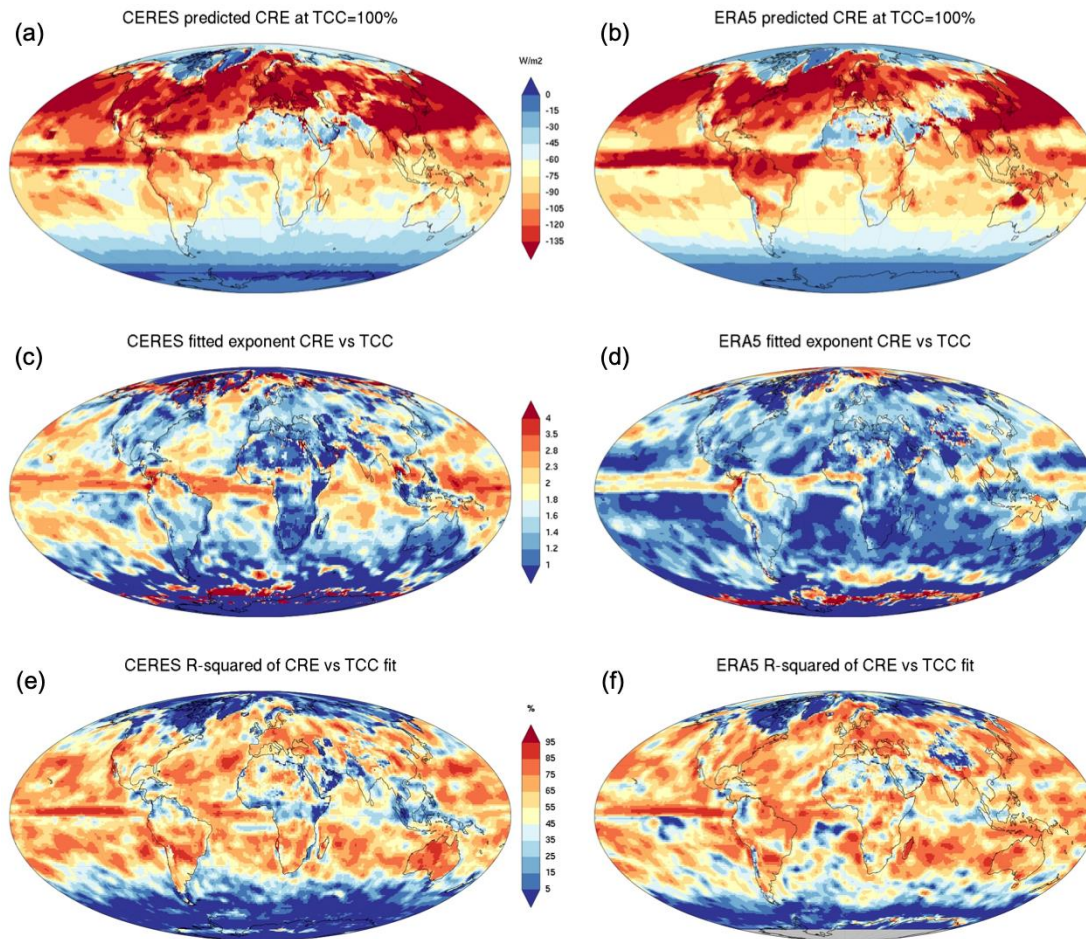 CERES predicted CRE at TCC=100%
ERA5 predicted CRE at TCC=100%
(a)
(b)
W/m2
0
-15
-30
-45
-60
-75
-90
-105
-120
-135
CERES fitted exponent CRE vs TCC
ERA5 fitted exponent CRE vs TCC
(c)
(d)
4
3.5
2.8
2.3
2
1.8
1.6
1.4
1.2
1
CERES R-squared of CRE vs TCC fit
ERA5 R-squared of CRE vs TCC fit
(e)
(f)
%
95
85
75
65
55
45
35
25
15
5